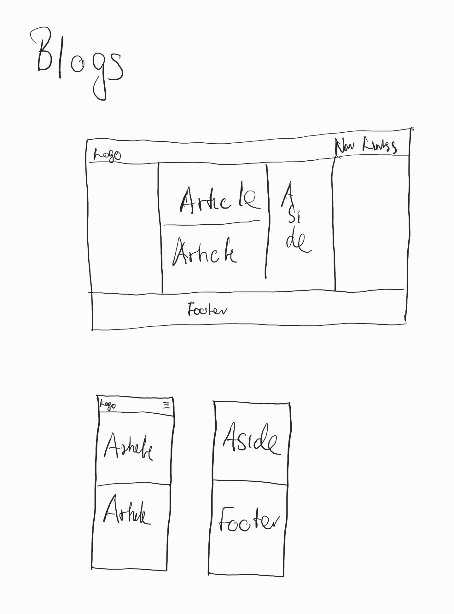 Blogs
Logo
Nav Links
Article
Article
A
Si
de
Footer
Logo
Article
Article
Aside
Footer